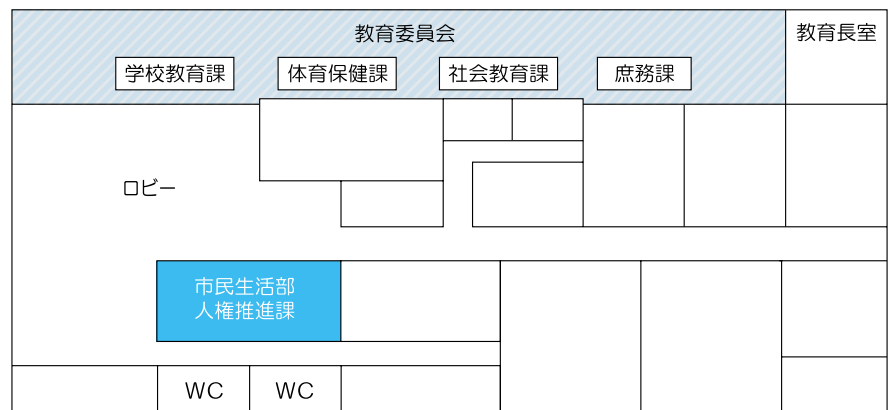 教育委員会
教育長室
学校教育課
体育保健課
社会教育課
庶務課
ロビー
市民生活部
人権推進課
WC
WC